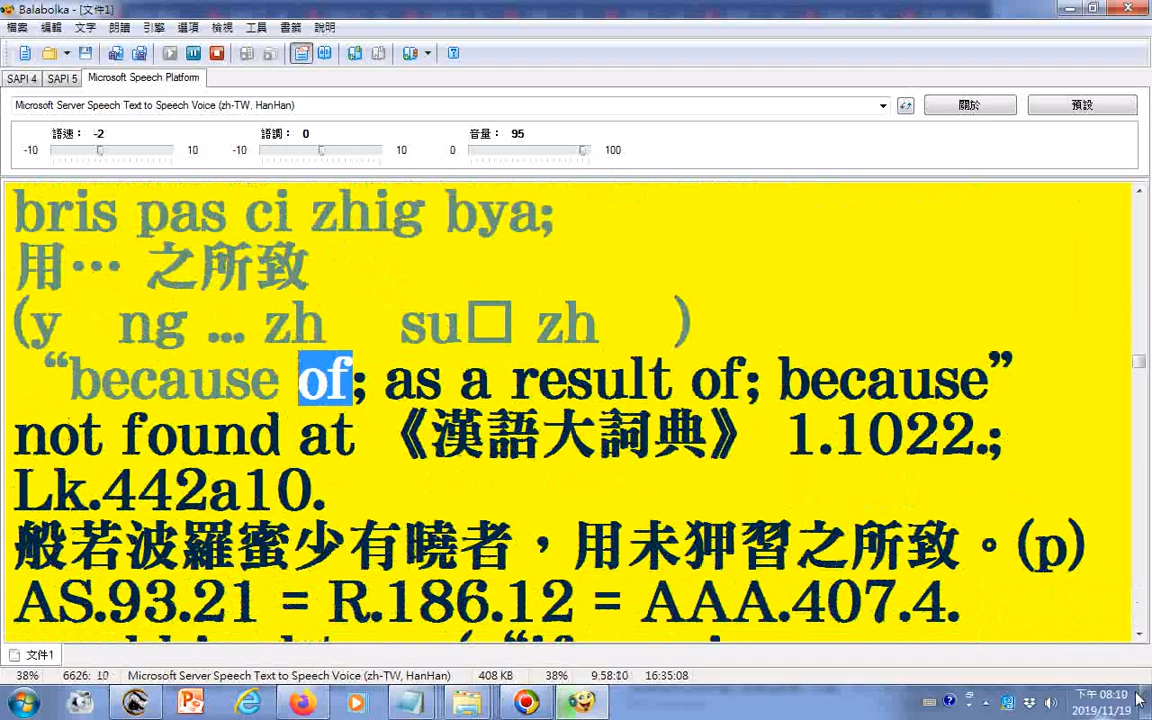 Balabolka - [文件1]
檔案 編輯 文字 朗讀 引擎 選項 檢視 工具 書籤 說明
SAPI 4 SAPI 5 Microsoft Speech Platform
Microsoft Server Speech Text to Speech Voice (zh-TW, HanHan) 關於 預設
語速： -2 語調： 0 音量： 95
-10 10 -10 10 0 100
bris pas ci zhig bya;
用… 之所致
(y ng ... zh su□ zh )
“because of; as a result of; because”
not found at 《漢語大詞典》 1.1022.;
Lk.442a10.
般若波羅蜜少有曉者，用未狎習之所致。(p)
AS.93.21 = R.186.12 = AAA.407.4.
文件1
38% 6626: 10 Microsoft Server Speech Text to Speech Voice (zh-TW, HanHan) 408 KB 38% 9:58:10 16:35:08
下午 08:10
2019/11/19